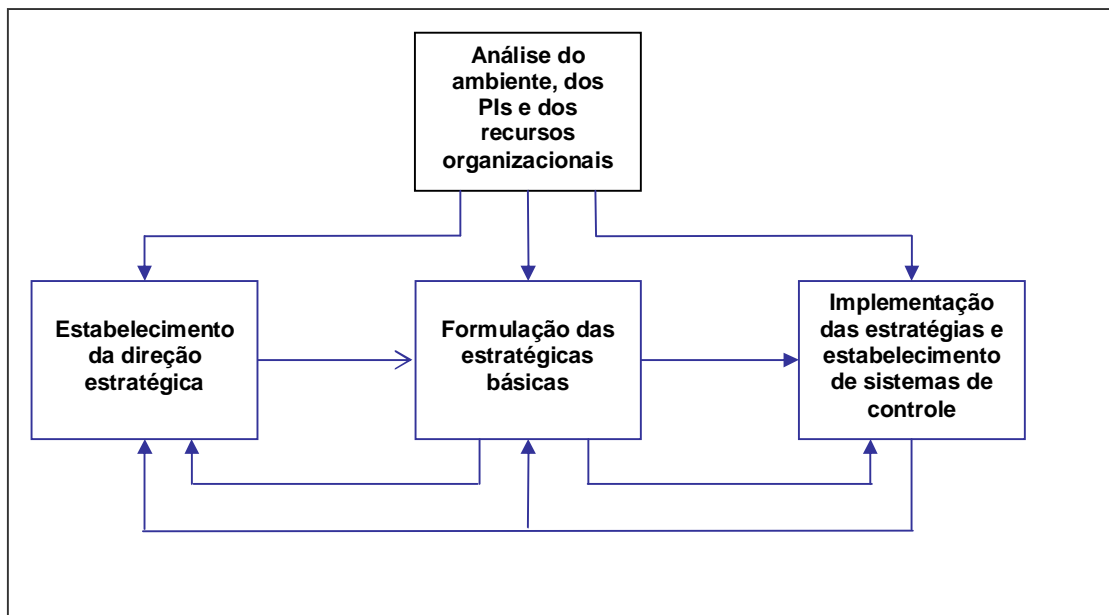 Análise do
ambiente, dos
PIs e dos
recursos
organizacionais
Estabelecimento
da direção
estratégica
Formulação das
estratégicas
básicas
Implementação
das estratégias e
estabelecimento
de sistemas de
controle